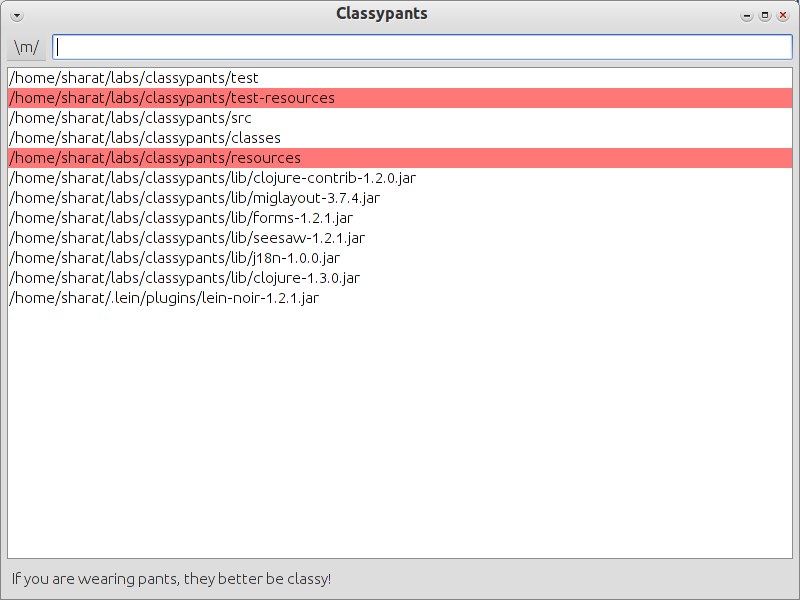 Classypants
\m/
/home/sharat/labs/classypants/test
/home/sharat/labs/classypants/test-resources
/home/sharat/labs/classypants/src
/home/sharat/labs/classypants/classes
/home/sharat/labs/classypants/resources
/home/sharat/labs/classypants/lib/clojure-contrib-1.2.0.jar
/home/sharat/labs/classypants/lib/miglayout-3.7.4.jar
/home/sharat/labs/classypants/lib/forms-1.2.1.jar
/home/sharat/labs/classypants/lib/seesaw-1.2.1.jar
/home/sharat/labs/classypants/lib/j18n-1.0.0.jar
/home/sharat/labs/classypants/lib/clojure-1.3.0.jar
/home/sharat/.lein/plugins/lein-noir-1.2.1.jar
If you are wearing pants, they better be classy!